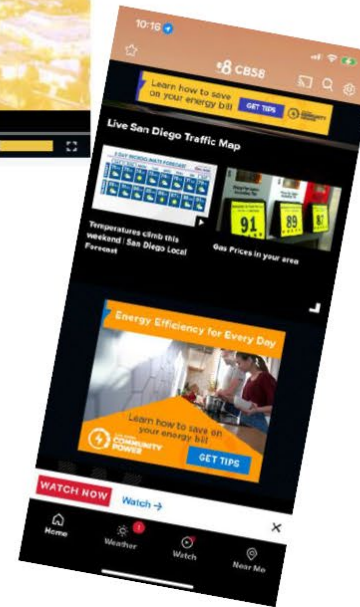 10:16
8 CBS8
Learn how to save
on your energy bill
GET TIPS
Live San Diego Traffic Map
91
89
87
Temperatures climb this
weekend | San Diego Local
Forecast
Gas Prices in your area
Energy Efficiency for Every Day
Learn how to save on
your energy bill
COMMUNITY
POWER
GET TIPS
WATCH NOW
Watch →
Home
Weather
1
Watch
Near Me